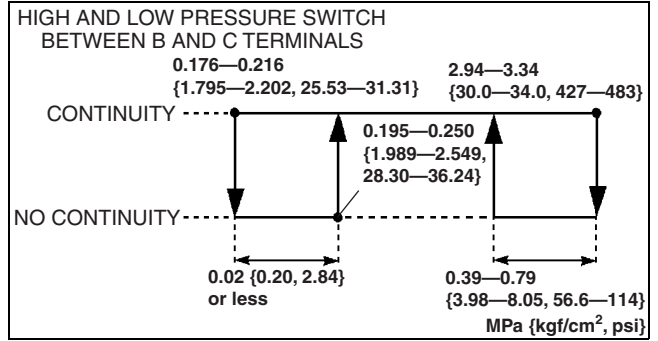 HIGH AND LOW PRESSURE SWITCH
BETWEEN B AND C TERMINALS
0.176—0.216
{1.795—2.202, 25.53—31.31}
2.94—3.34
{30.0—34.0, 427—483}
CONTINUITY
0.195—0.250
{1.989—2.549,
28.30—36.24}
NO CONTINUITY
0.02 {0.20, 2.84}
or less
0.39—0.79
{3.98—8.05, 56.6—114}
MPa {kgf/cm², psi}